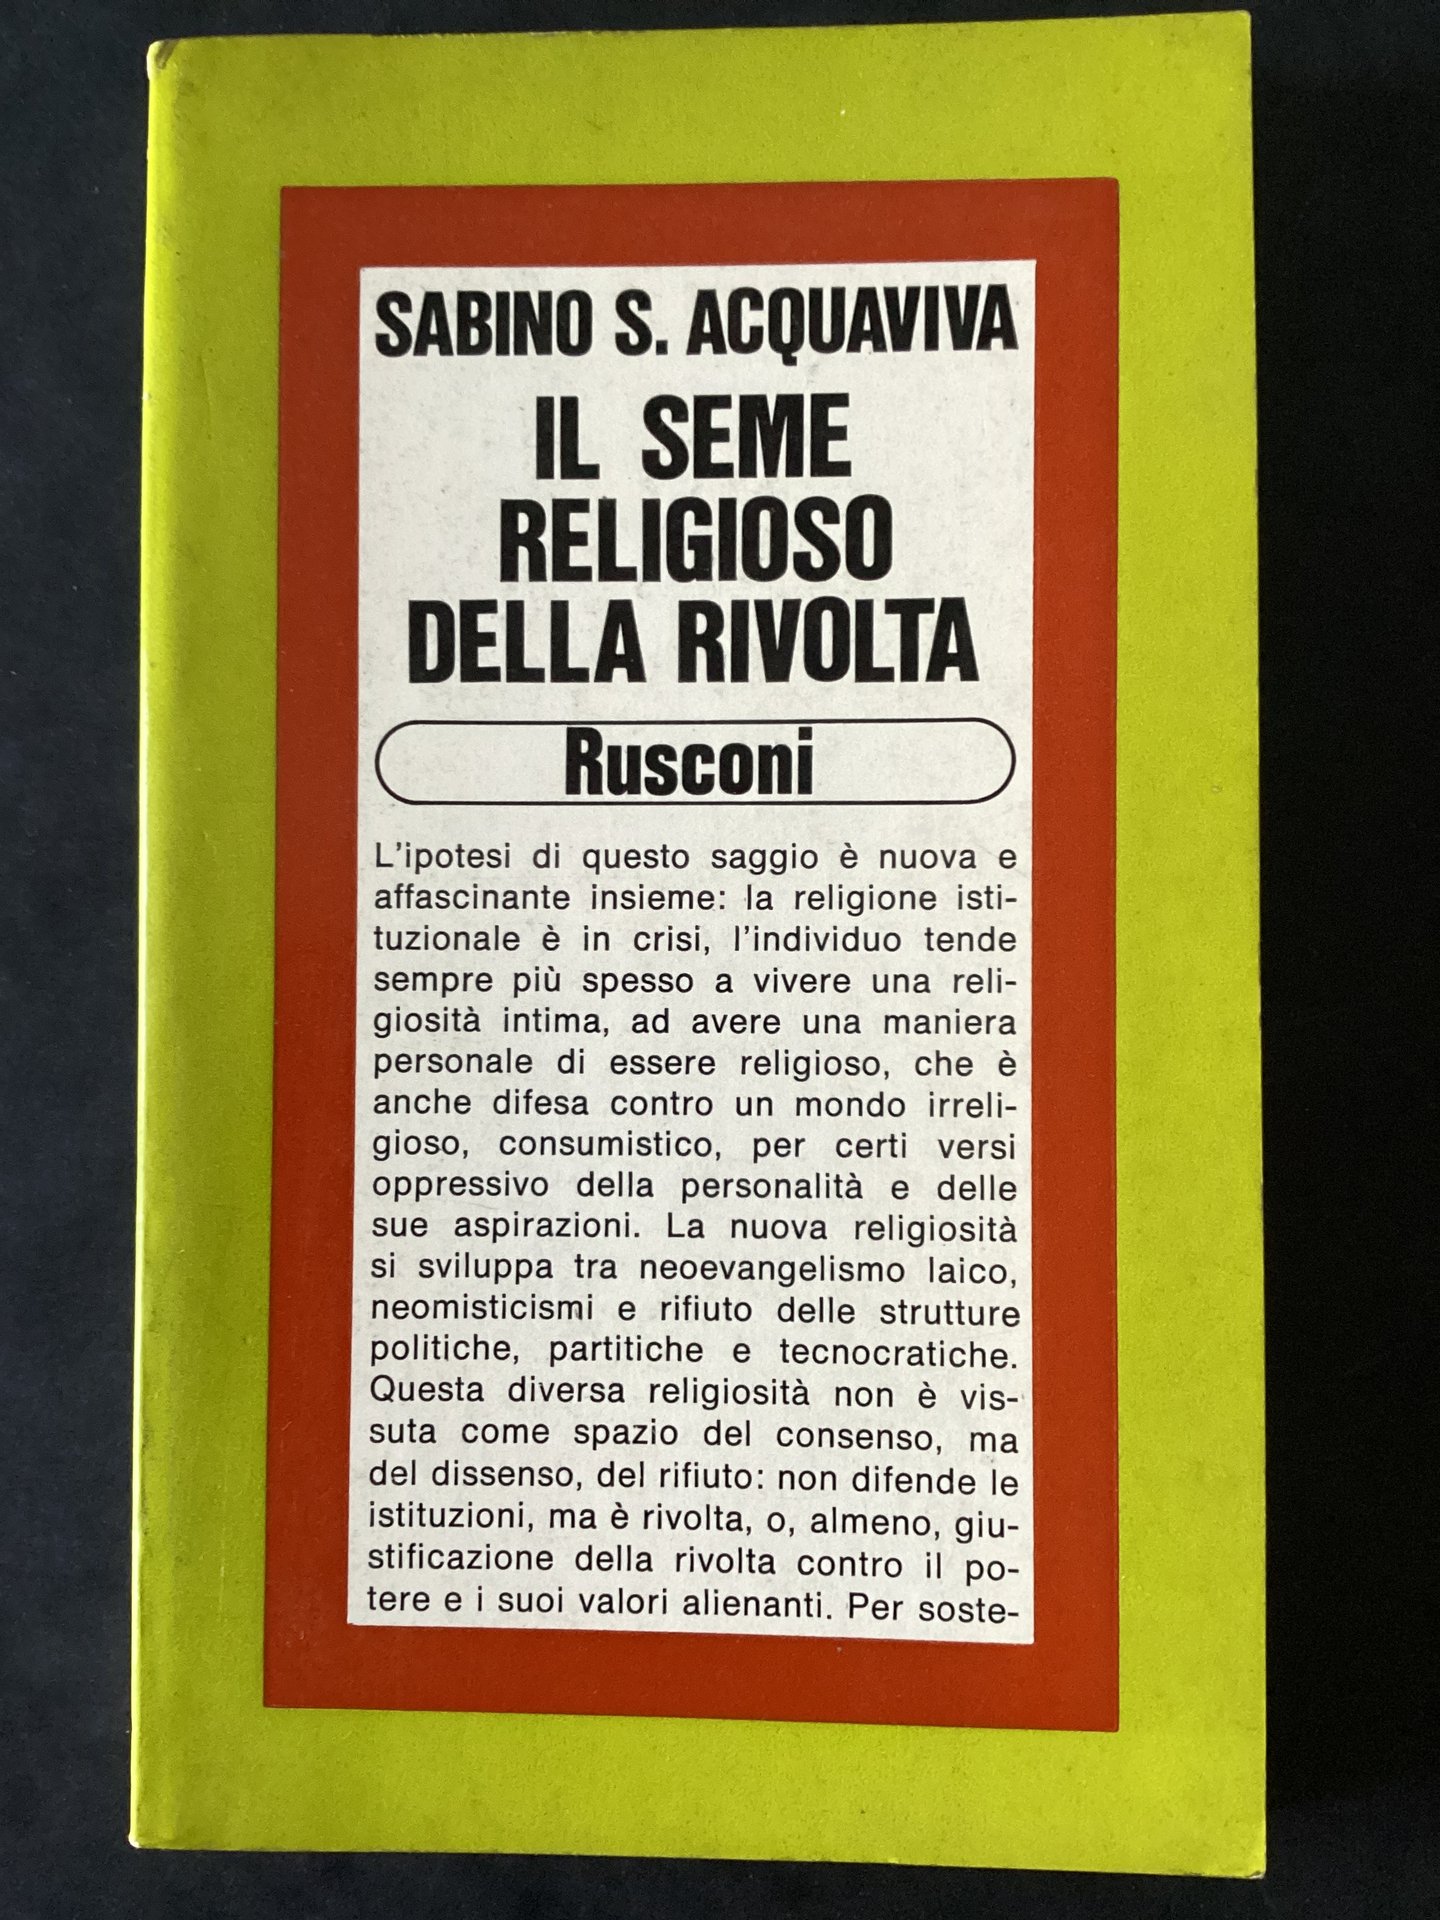 SABINO S. ACQUAVIVA
IL SEME
RELIGIOSO
DELLA RIVOLTA
Rusconi
L'ipotesi di questo saggio è nuova e
affascinante insieme: la religione isti-
tuzionale è in crisi, l'individuo tende
sempre più spesso a vivere una reli-
giosità intima, ad avere una maniera
personale di essere religioso, che è
anche difesa contro un mondo irreli-
gioso, consumistico, per certi versi
oppressivo della personalità e delle
sue aspirazioni. La nuova religiosità
si sviluppa tra neoevangelismo laico,
neomisticismi e rifiuto delle strutture
politiche, partitiche e tecnocratiche.
Questa diversa religiosità non è vis-
suta come spazio del consenso, ma
del dissenso, del rifiuto: non difende le
istituzioni, ma è rivolta, o, almeno, giu-
stificazione della rivolta contro il po-
tere e i suoi valori alienanti. Per soste-